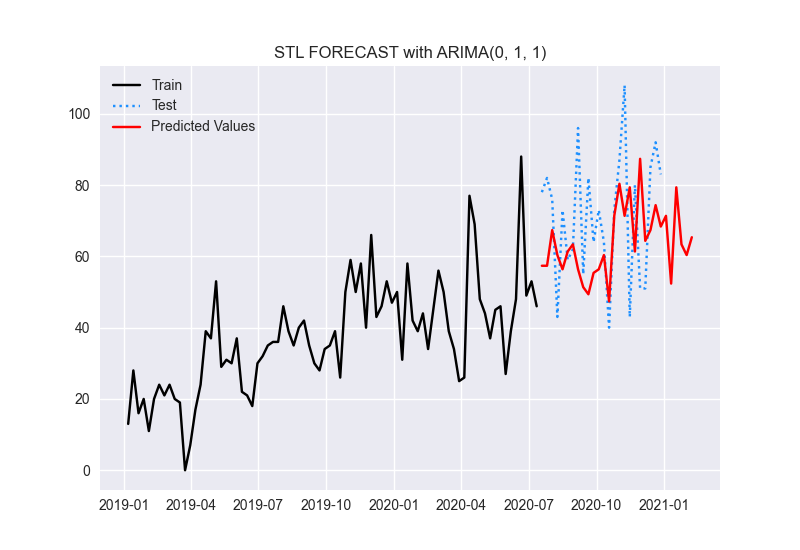 STL FORECAST with ARIMA(0, 1, 1)
Train
Test
Predicted Values
100
80
60
40
20
0
2019-01 2019-04 2019-07 2019-10 2020-01 2020-04 2020-07 2020-10 2021-01